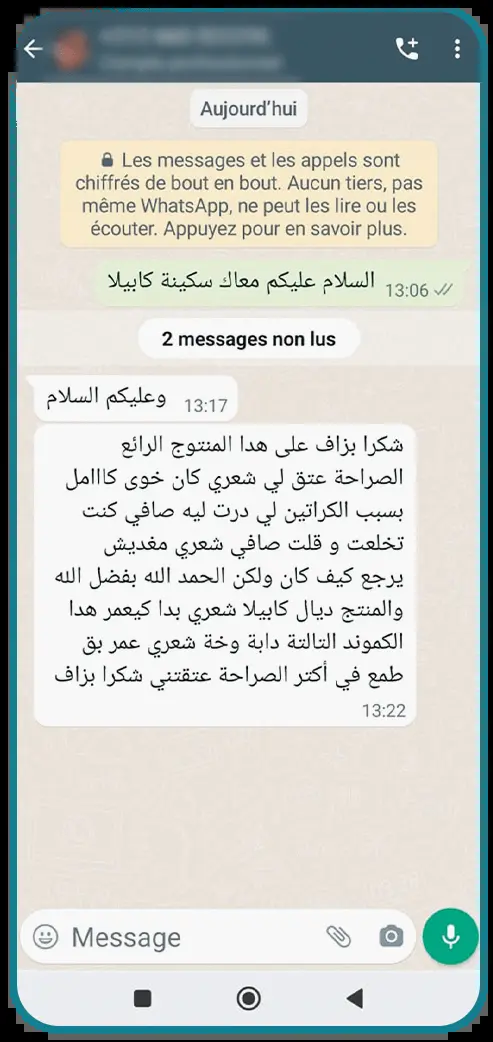 Aujourd'hui
Les messages et les appels sont
chiffrés de bout en bout. Aucun tiers, pas
même WhatsApp, ne peut les lire ou les
écouter. Appuyez pour en savoir plus.
السلام عليكم معاك سكينة كابيلا
13:06
2 messages non lus
وعليكم السلام
13:17
شكرا بزاف على هدا المنتوج الرائع
الصراحة عتق لي شعري كان خوى كااامل
بسبب الكراتين لي درت ليه صافي كنت
تخلعت و قلت صافي شعري مغديش
يرجع كيف كان ولكن الحمد الله بفضل الله
والمنتج ديال كابيلا شعري بدا كيعمر هدا
الكموند التالتة دابة وخة شعري عمر بق
طمع في أكتر الصراحة عتقتني شكرا بزاف
13:22
Message